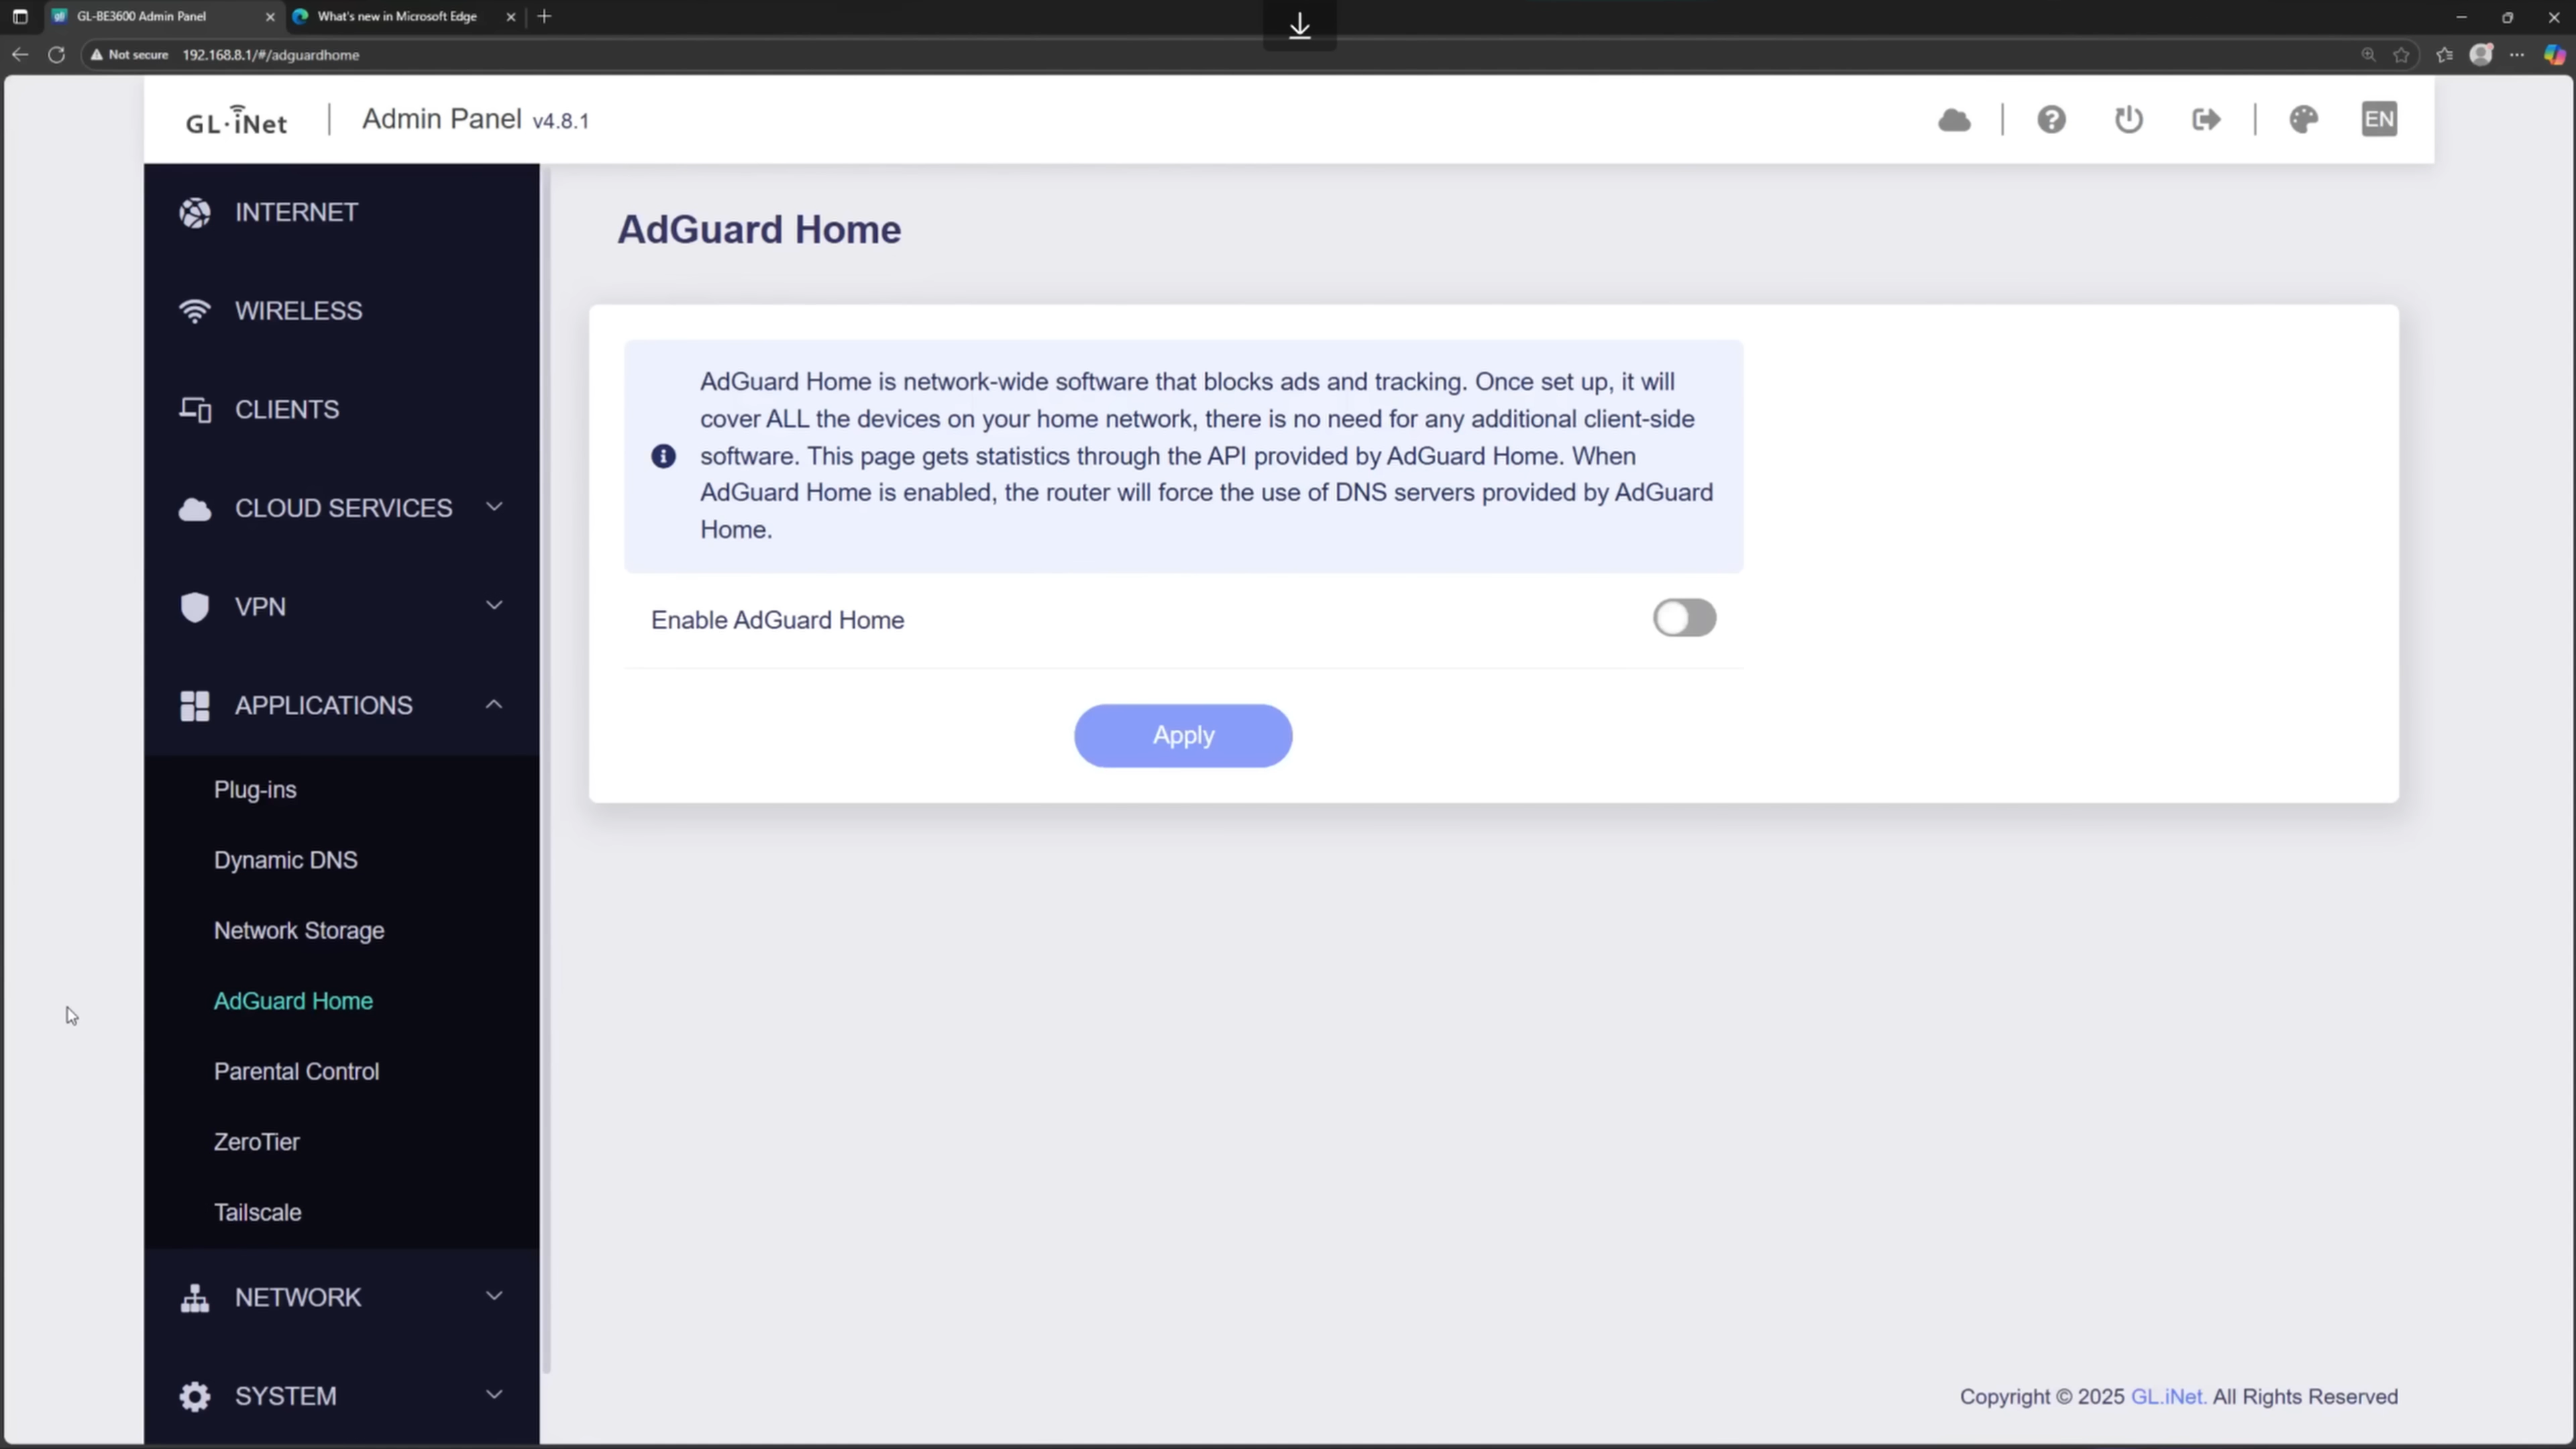 GL-BE3600 Admin Panel
What's new in Microsoft Edge
Not secure 192.168.8.1/#/adguardhome
GL·iNet | Admin Panel v4.8.1
EN
INTERNET
WIRELESS
CLIENTS
CLOUD SERVICES
VPN
APPLICATIONS
Plug-ins
Dynamic DNS
Network Storage
AdGuard Home
Parental Control
ZeroTier
Tailscale
NETWORK
SYSTEM
AdGuard Home
AdGuard Home is network-wide software that blocks ads and tracking. Once set up, it will
cover ALL the devices on your home network, there is no need for any additional client-side
software. This page gets statistics through the API provided by AdGuard Home. When
AdGuard Home is enabled, the router will force the use of DNS servers provided by AdGuard
Home.
Enable AdGuard Home
Apply
Copyright © 2025 GL.iNet. All Rights Reserved